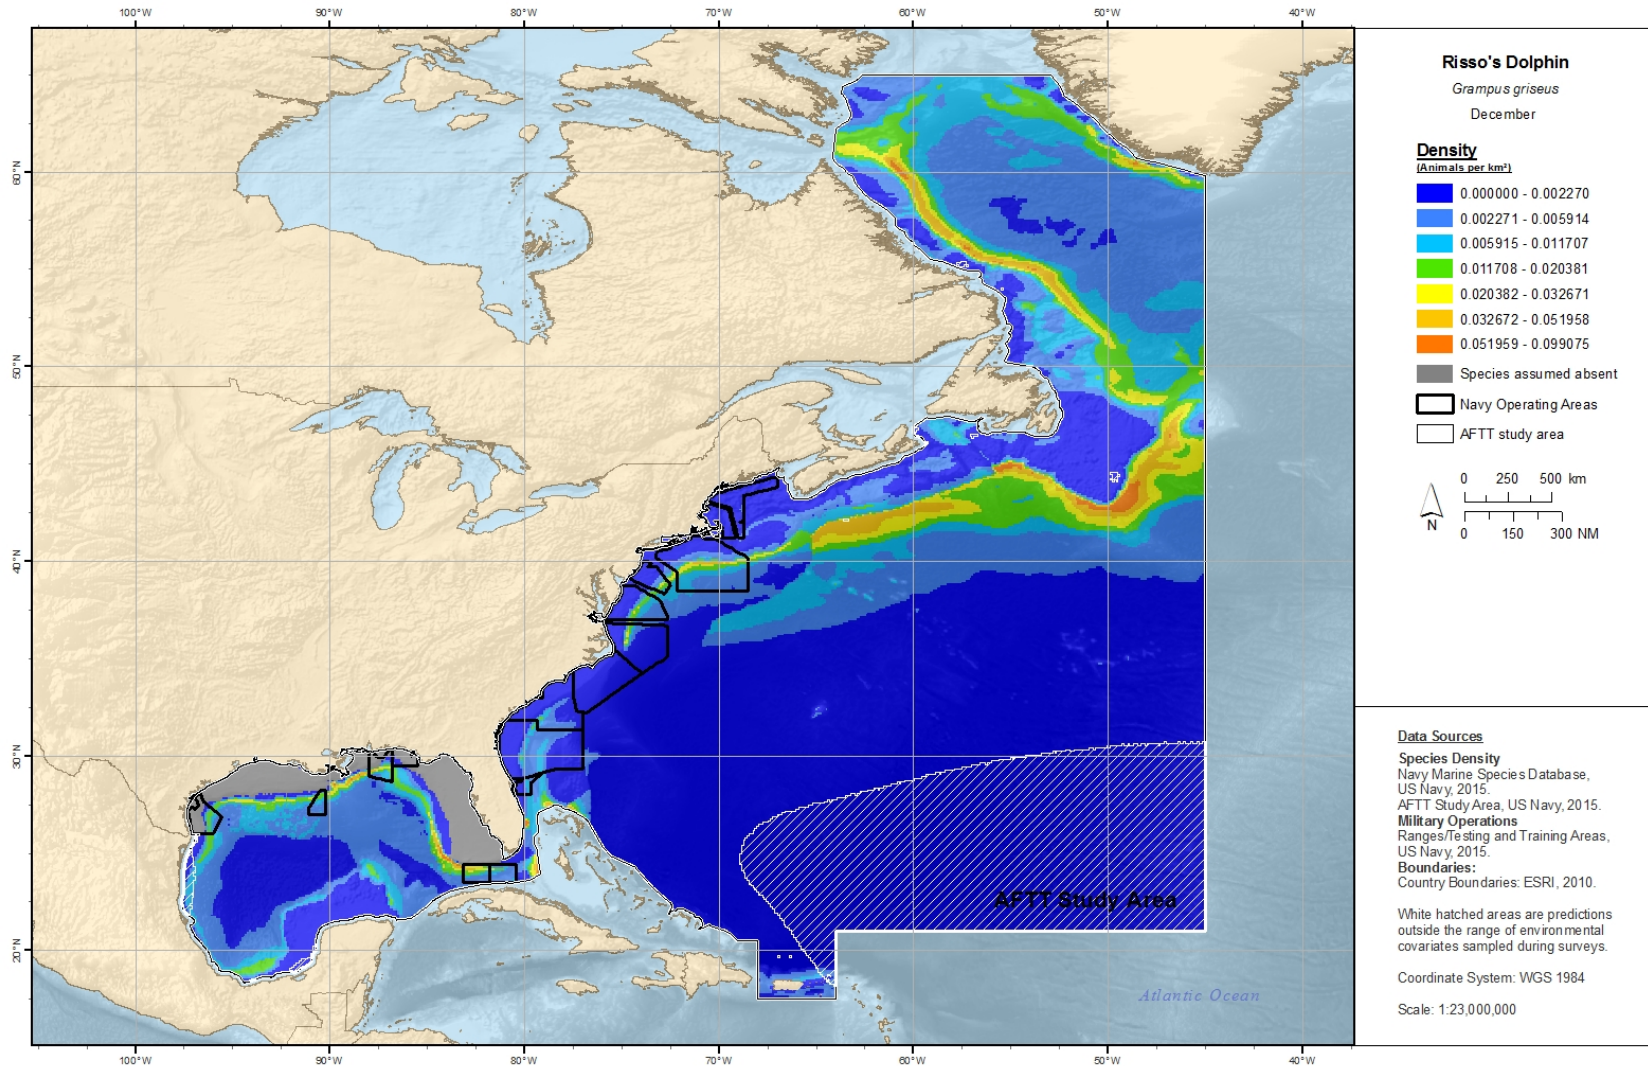 100°W 90°W 80°W 70°W 60°W 50°W 40°W
60°N
50°N
40°N
30°N
20°N
AFTT Study Area
Atlantic Ocean
100°W 90°W 80°W 70°W 60°W 50°W 40°W
Risso's Dolphin
Grampus griseus
December
Density
(Animals per km²)
0.000000 - 0.002270
0.002271 - 0.005914
0.005915 - 0.011707
0.011708 - 0.020381
0.020382 - 0.032671
0.032672 - 0.051958
0.051959 - 0.099075
Species assumed absent
Navy Operating Areas
AFTT study area
N
0 250 500 km
0 150 300 NM
Data Sources
Species Density
Navy Marine Species Database,
US Navy, 2015.
AFTT Study Area, US Navy, 2015.
Military Operations
Ranges/Testing and Training Areas,
US Navy, 2015.
Boundaries:
Country Boundaries: ESRI, 2010.
White hatched areas are predictions
outside the range of environmental
covariates sampled during surveys.
Coordinate System: WGS 1984
Scale: 1:23,000,000